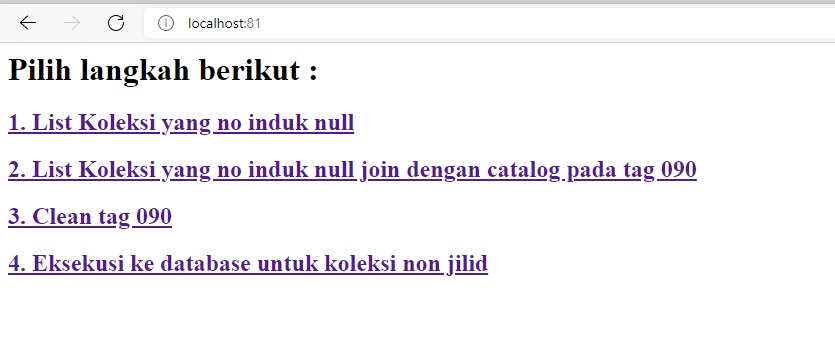 localhost:81
Pilih langkah berikut :
1. List Koleksi yang no induk null
2. List Koleksi yang no induk null join dengan catalog pada tag 090
3. Clean tag 090
4. Eksekusi ke database untuk koleksi non jilid